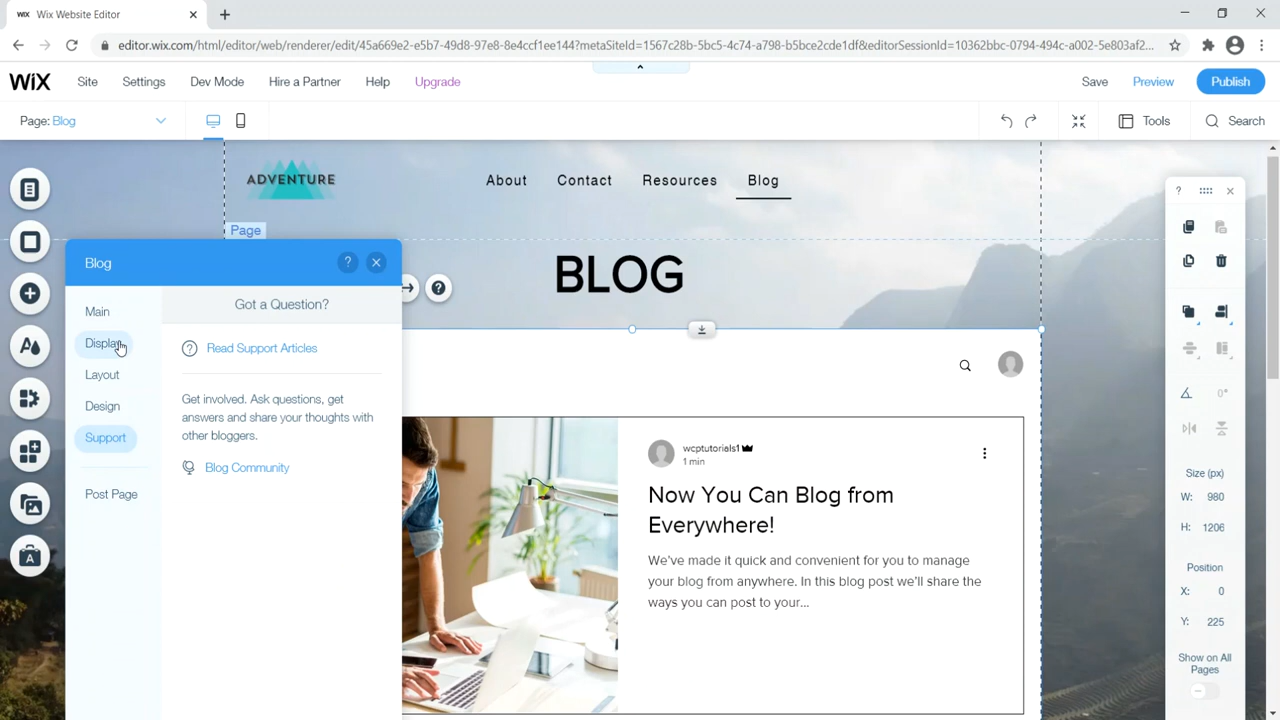 WiX Wix Website Editor
editor.wix.com/html/editor/web/renderer/edit/45a669e2-e5b7-49d8-97e8-8e4ccf1ee144?metaSiteId=1567c28b-5bc5-4c74-a798-b5bce2cde1df&editorSessionId=10362bbc-0794-494c-a002-5e803af2...
WiX Site Settings Dev Mode Hire a Partner Help Upgrade Save Preview Publish
Page: Blog Tools Search
ADVENTURE About Contact Resources Blog
Page
BLOG
Blog
Got a Question?
Main
Display
Layout
Design
Support
Post Page
Read Support Articles
Get involved. Ask questions, get
answers and share your thoughts with
other bloggers.
Blog Community
wcptutorials1
1 min
Now You Can Blog from
Everywhere!
We've made it quick and convenient for you to manage
your blog from anywhere. In this blog post we'll share the
ways you can post to your...
0°
Size (px)
W: 980
H: 1206
Position
X: 0
Y: 225
Show on All
Pages